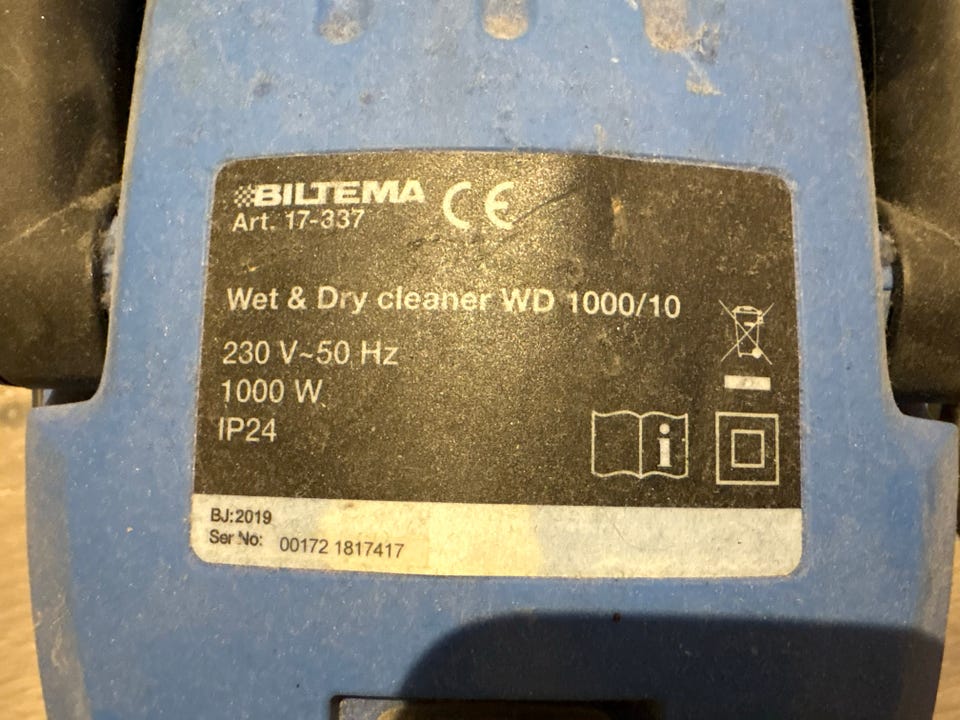 BILTEMA CE
Art. 17-337
Wet & Dry cleaner WD 1000/10
230 V~50 Hz
1000 W
IP24
i
BJ:2019
Ser No: 00172 1817417